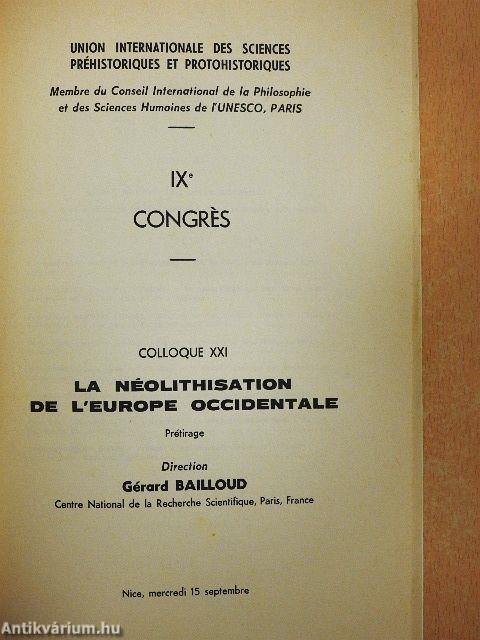 UNION INTERNATIONALE DES SCIENCES
PRÉHISTORIQUES ET PROTOHISTORIQUES
Membre du Conseil International de la Philosophie
et des Sciences Humaines de l'UNESCO, PARIS
IXe
CONGRÈS
COLLOQUE XXI
LA NÉOLITHISATION
DE L'EUROPE OCCIDENTALE
Prétirage
Direction
Gérard BAILLOUD
Centre National de la Recherche Scientifique, Paris, France
Nice, mercredi 15 septembre
Antikvárium.hu